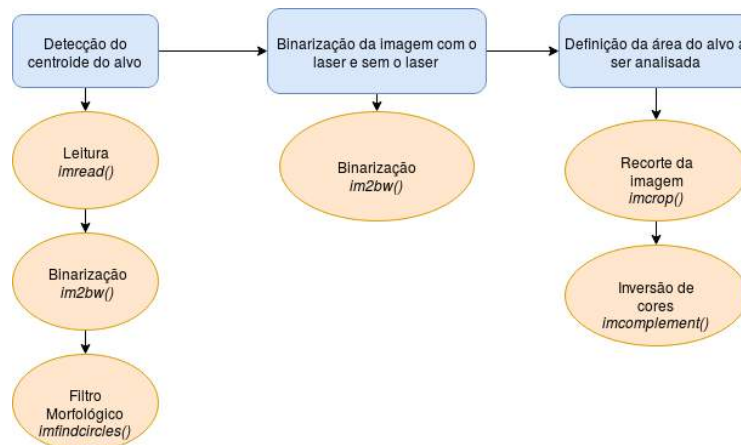 Detecção do
centroide do alvo
Binarização da imagem com o
laser e sem o laser
Definição da área do alvo a
ser analisada
Leitura
imread()
Binarização
im2bw()
Filtro
Morfológico
imfindcircles()
Binarização
im2bw()
Recorte da
imagem
imcrop()
Inversão de
cores
imcomplement()